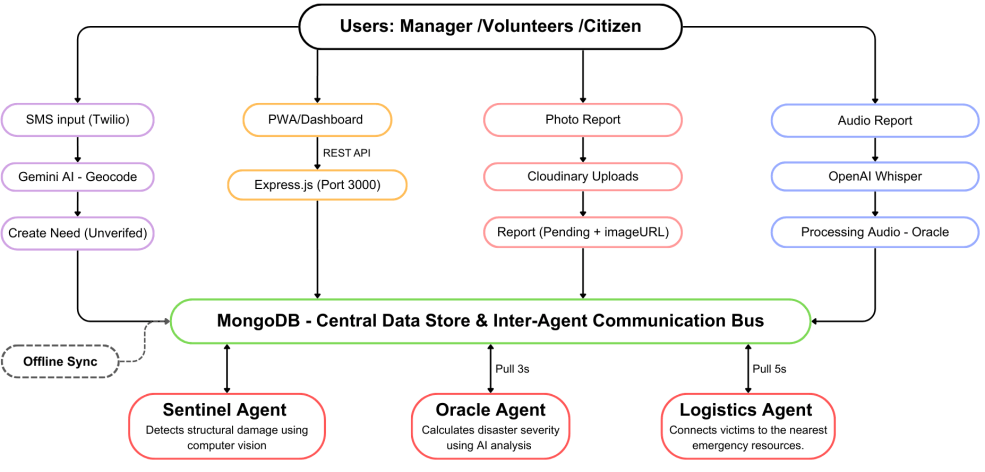 Users: Manager /Volunteers /Citizen
SMS input (Twilio)
PWA/Dashboard
Photo Report
Audio Report
REST API
Gemini AI - Geocode
Express.js (Port 3000)
Cloudinary Uploads
OpenAI Whisper
Create Need (Unverifed)
Report (Pending + imageURL)
Processing Audio - Oracle
MongoDB - Central Data Store & Inter-Agent Communication Bus
Offline Sync
Pull 3s
Pull 5s
Sentinel Agent
Detects structural damage using
computer vision
Oracle Agent
Calculates disaster severity
using AI analysis
Logistics Agent
Connects victims to the nearest
emergency resources.